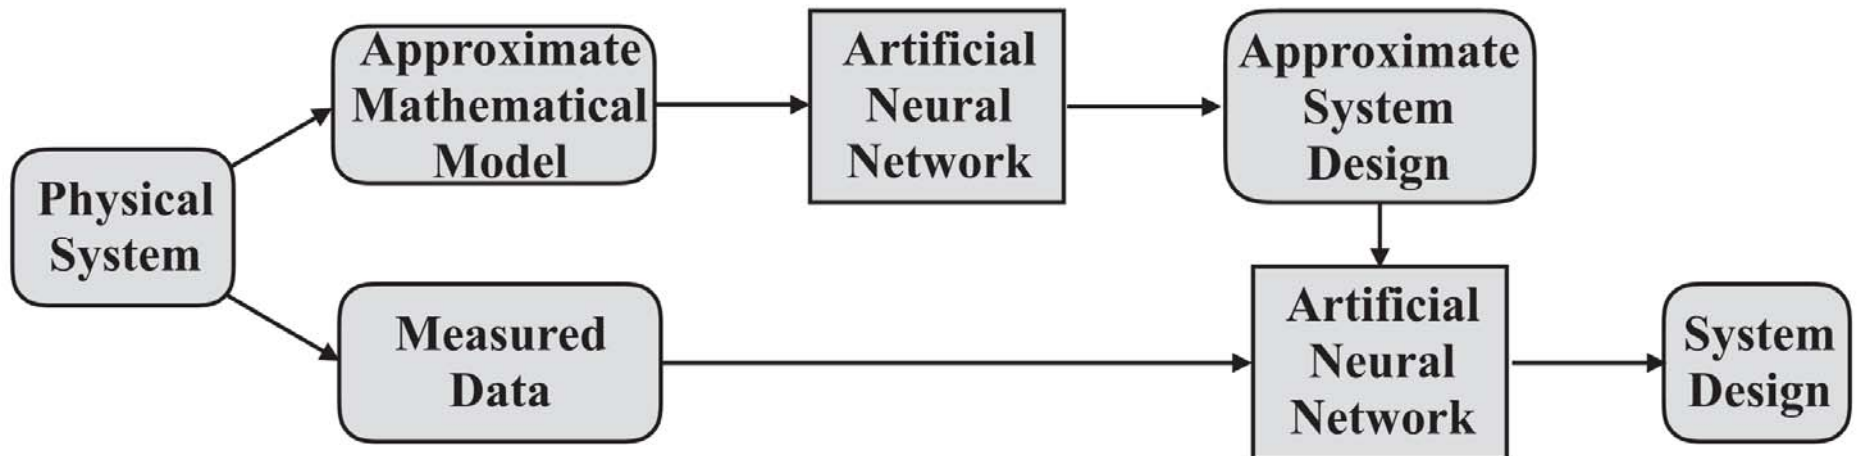 Physical
System
Approximate
Mathematical
Model
Artificial
Neural
Network
Approximate
System
Design
Measured
Data
Artificial
Neural
Network
System
Design